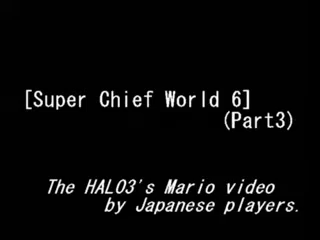 [Super Chief World 6]
(Part3)
The HALO3's Mario video
by Japanese players.